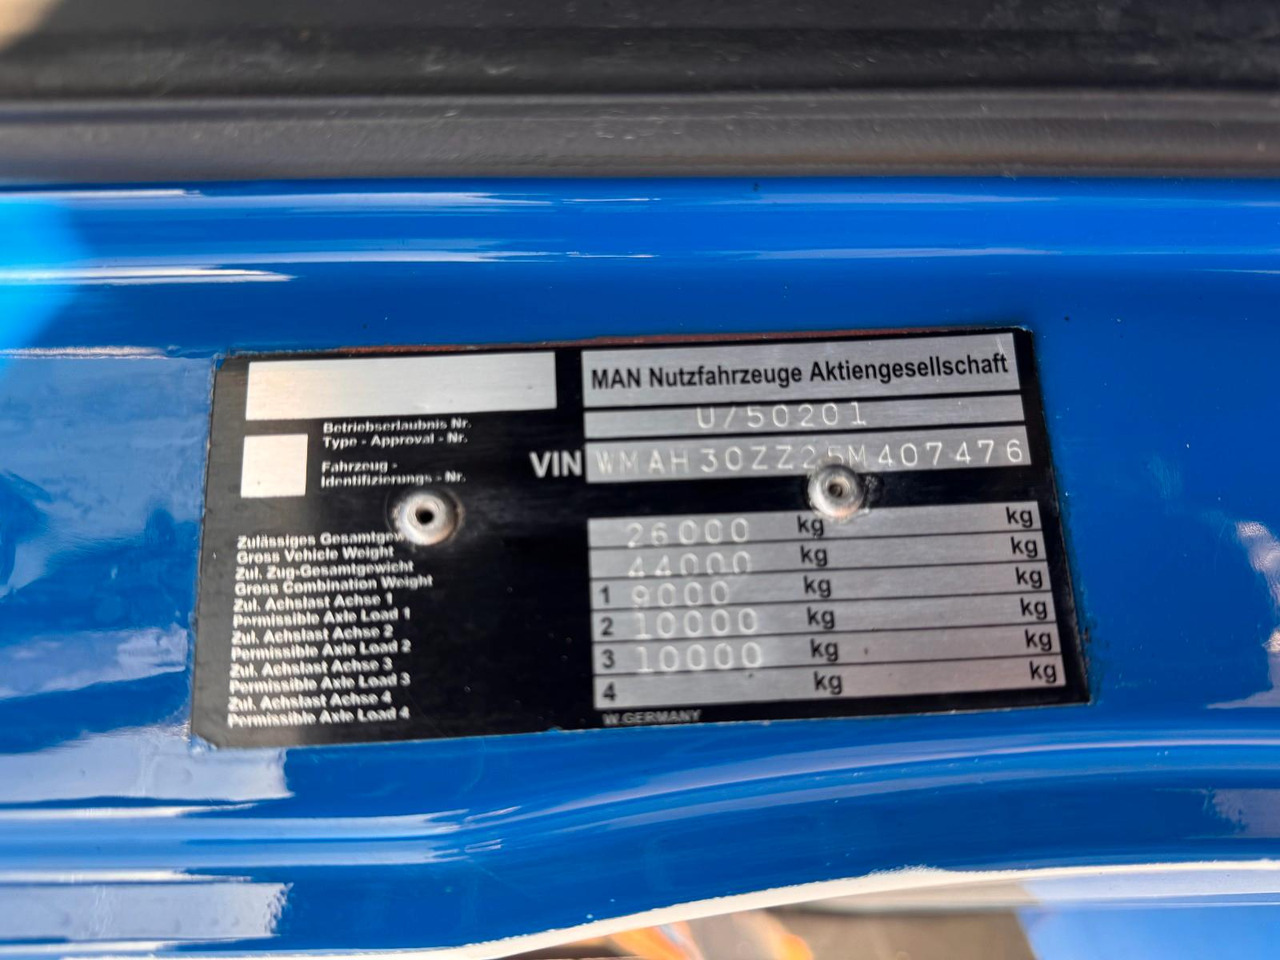 MAN Nutzfahrzeuge Aktiengesellschaft
Betriebserlaubnis Nr.
Type - Approval - Nr.
U/50201
Fahrzeug -
Identifizierungs - Nr.
VIN WMAH30ZZ25M407476
Zulässiges Gesamtgew
Gross Vehicle Weight
26000 kg kg
Zul. Zug-Gesamtgewicht
Gross Combination Weight
44000 kg kg
Zul. Achslast Achse 1
Permissible Axle Load 1
1 9000 kg kg
Zul. Achslast Achse 2
Permissible Axle Load 2
2 10000 kg kg
Zul. Achslast Achse 3
Permissible Axle Load 3
3 10000 kg kg
Zul. Achslast Achse 4
Permissible Axle Load 4
4 kg kg
W.GERMANY